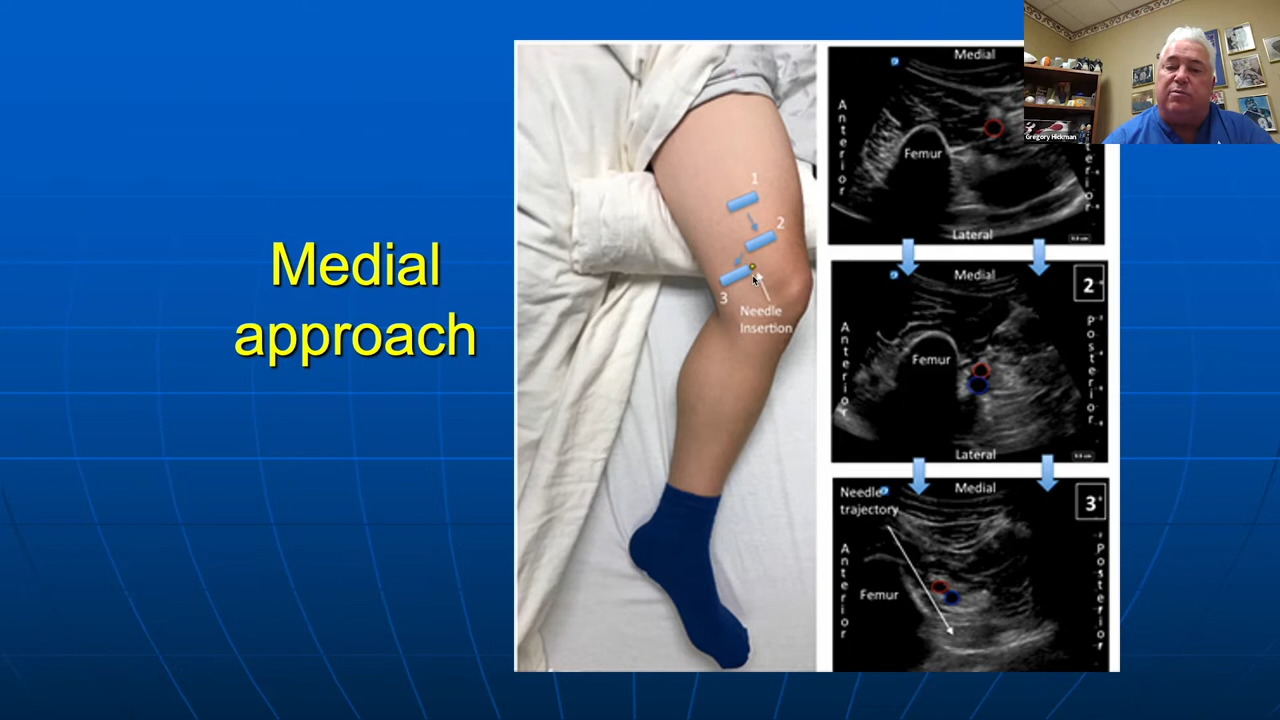 Medial
approach
1
2
3
Needle
Insertion
Medial
Anterior
Femur
Lateral
Gregory Hickman
Medial
2
Anterior
Femur
Posterior
Lateral
Needle
trajectory
Medial
3
Anterior
Femur
Posterior